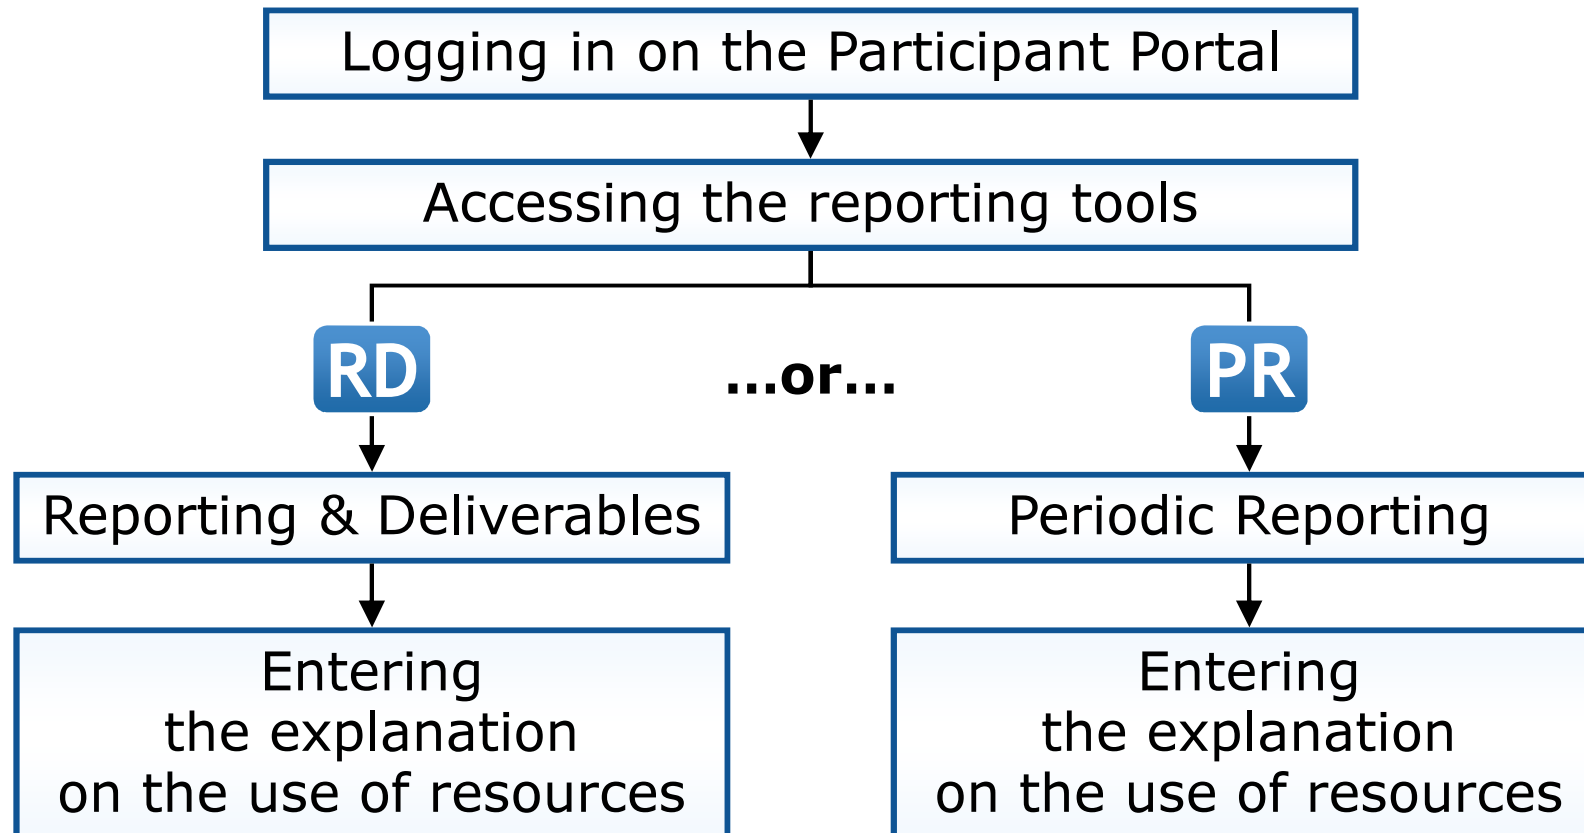 Logging in on the Participant Portal
Accessing the reporting tools
RD
...or...
PR
Reporting & Deliverables
Periodic Reporting
Entering
the explanation
on the use of resources
Entering
the explanation
on the use of resources